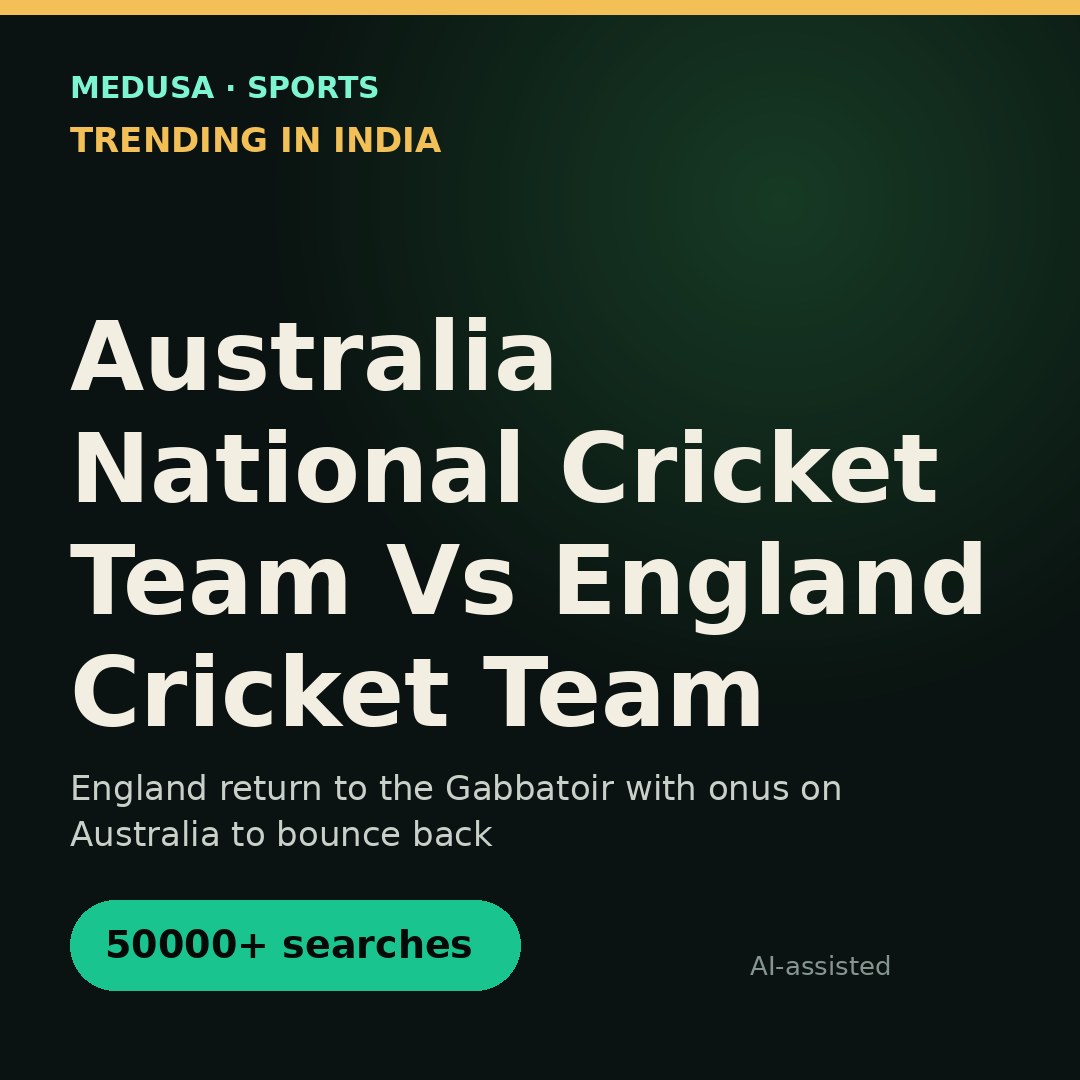 MEDUSA · SPORTS
TRENDING IN INDIA
Australia
National Cricket
Team Vs England
Cricket Team
England return to the Gabbatoir with onus on
Australia to bounce back
50000+ searches
AI-assisted